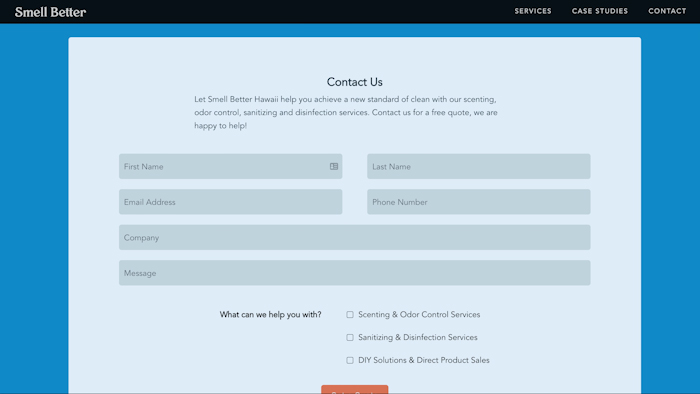 Smell Better
SERVICES
CASE STUDIES
CONTACT
Contact Us
Let Smell Better Hawaii help you achieve a new standard of clean with our scenting,
odor control, sanitizing and disinfection services. Contact us for a free quote, we are
happy to help!
First Name
Last Name
Email Address
Phone Number
Company
Message
What can we help you with?
Scenting & Odor Control Services
Sanitizing & Disinfection Services
DIY Solutions & Direct Product Sales